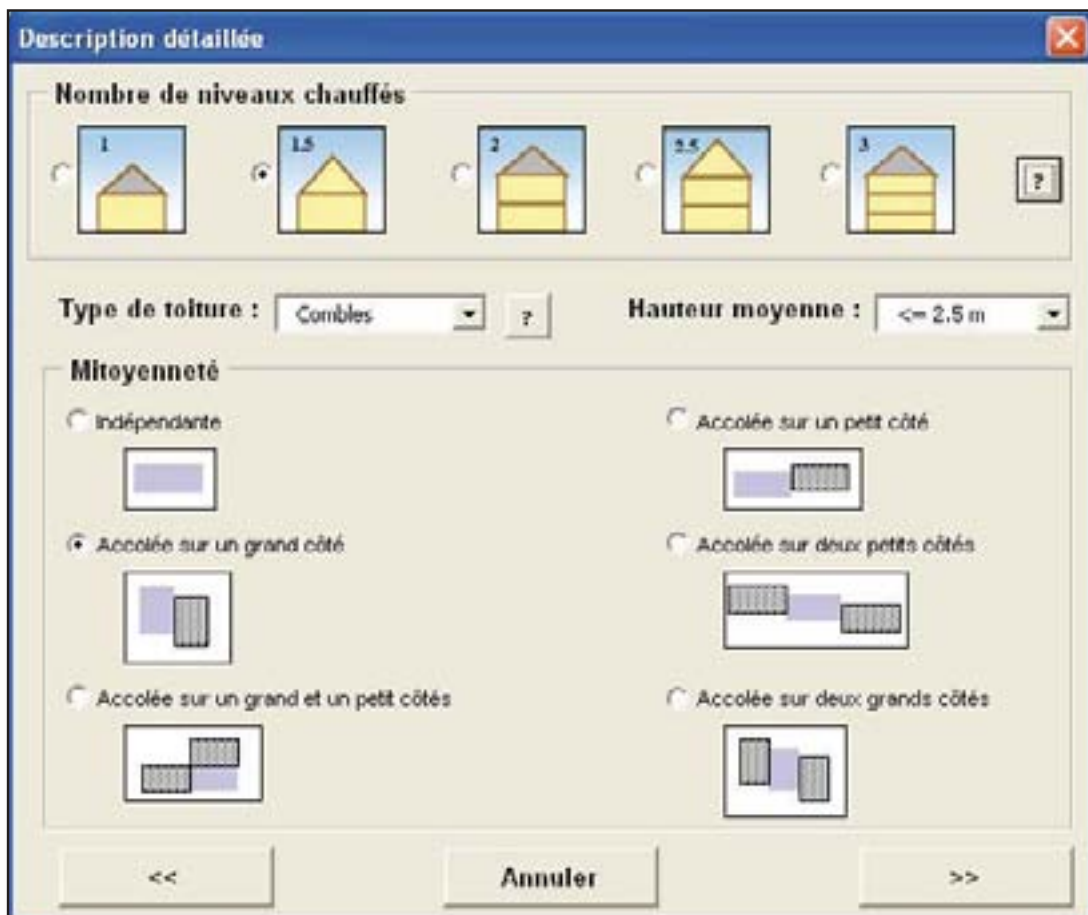 Description détaillée
Nombre de niveaux chauffés
1 1.5 2 2.5 3 ?
Type de toiture : Combles ? Hauteur moyenne : <= 2.5 m
Mitoyenneté
Indépendante Accolée sur un petit côté
Accolée sur un grand côté Accolée sur deux petits côtés
Accolée sur un grand et un petit côtés Accolée sur deux grands côtés
<< Annuler >>